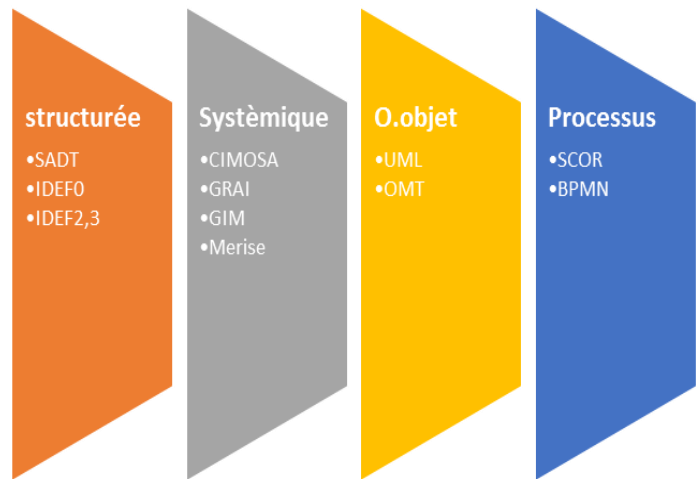 structurée
•SADT
•IDEF0
•IDEF2,3
Systèmique
•CIMOSA
•GRAI
•GIM
•Merise
O.objet
•UML
•OMT
Processus
•SCOR
•BPMN